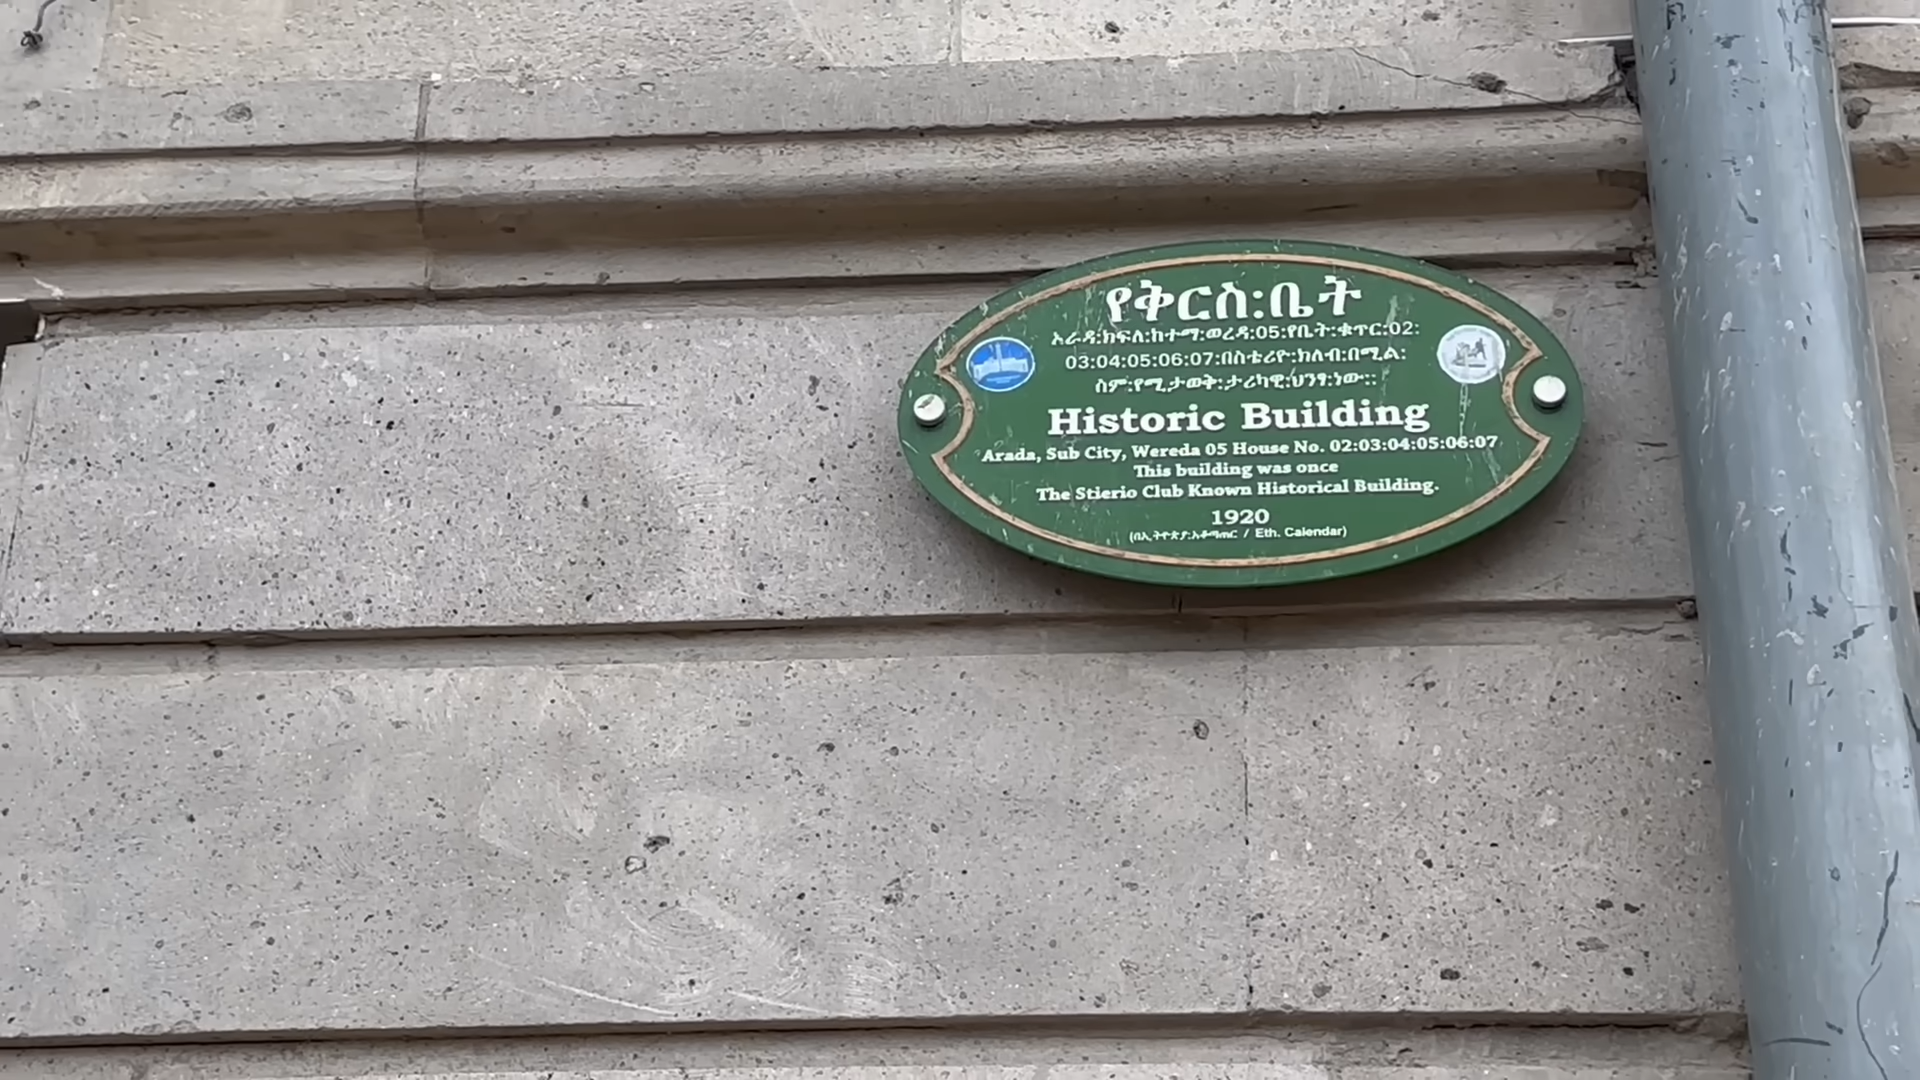 የቅርስ:ቤት
አራዳ:ክፍለ:ከተማ:ወረዳ:05:የቤት:ቁጥር:02:
03:04:05:06:07:በስቴሪዮ:ክለብ:በሚል:
ስም:የሚታወቅ:ታሪካዊ:ህንፃ:ነው::
Historic Building
Arada, Sub City, Wereda 05 House No. 02:03:04:05:06:07
This building was once
The Stierio Club Known Historical Building.
1920
(በኢትዮጵያ:አቆጣጠር / Eth. Calendar)